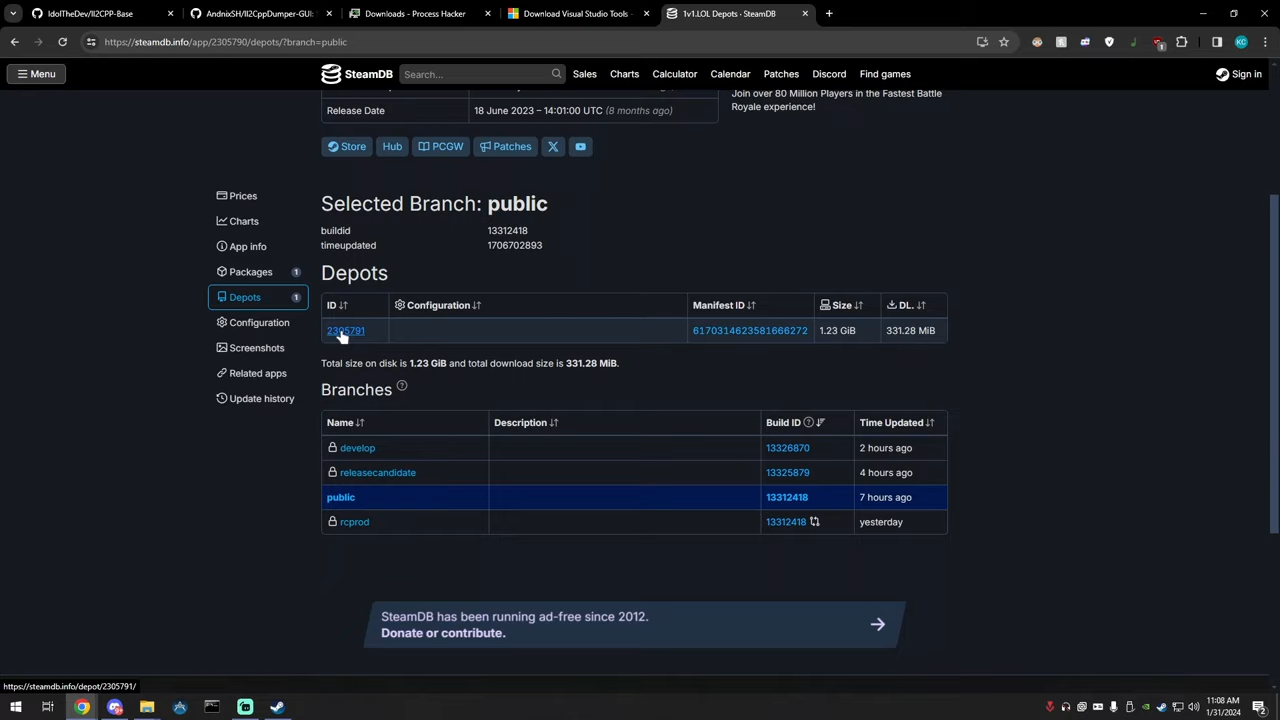 IdolTheDev/Il2CPP-Base
AndnixSH/Il2CppDumper-GUI:
Downloads - Process Hacker
Download Visual Studio Tools -
1v1.LOL Depots · SteamDB
https://steamdb.info/app/2305790/depots/?branch=public
Menu
SteamDB
Search...
Sales
Charts
Calculator
Calendar
Patches
Discord
Find games
Sign in
Join over 80 Million Players in the Fastest Battle
Royale experience!
Release Date
18 June 2023 – 14:01:00 UTC (8 months ago)
Store
Hub
PCGW
Patches
Prices
Charts
App info
Packages 1
Depots 1
Configuration
Screenshots
Related apps
Update history
Selected Branch: public
buildid 13312418
timeupdated 1706702893
Depots
ID Configuration Manifest ID Size DL.
2305791 6170314623581666272 1.23 GiB 331.28 MiB
Total size on disk is 1.23 GiB and total download size is 331.28 MiB.
Branches ?
Name Description Build ID ? Time Updated
develop 13326870 2 hours ago
releasecandidate 13325879 4 hours ago
public 13312418 7 hours ago
rcprod 13312418 yesterday
SteamDB has been running ad-free since 2012.
Donate or contribute.
https://steamdb.info/depot/2305791/
11:08 AM
1/31/2024